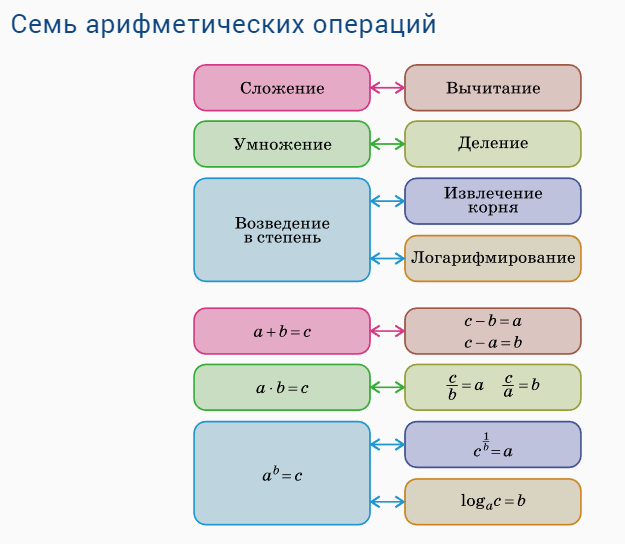 Семь арифметических операций
Сложение
Вычитание
Умножение
Деление
Возведение
в степень
Извлечение
корня
Логарифмирование
a + b = c
c − b = a
c − a = b
a · b = c
c/b = a   c/a = b
a^b = c
c^(1/b) = a
log_a c = b